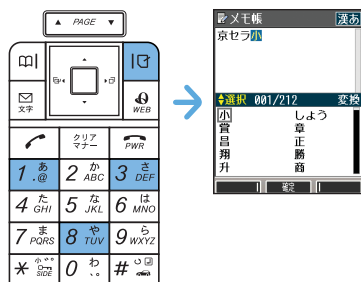 ▲ PAGE ▼
文字
WEB
クリア
マナー
PWR
1 あ .@
2 か ABC
3 さ DEF
4 た GHI
5 な JKL
6 は MNO
7 ま PQRS
8 や TUV
9 ら WXYZ
* 小 ゛゜ SIDE
0 わ 、。
#
メモ帳 漢あ
京セラ小
選択 001/212 変換
小 しよう
賞 章
昌 正
翔 勝
升 商
確定